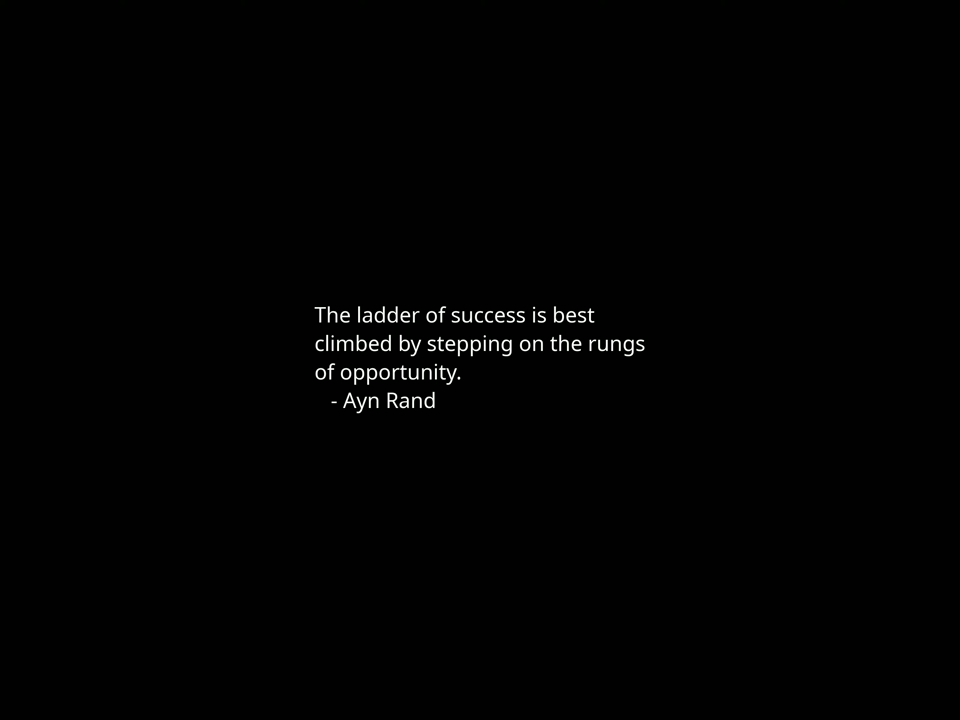 The ladder of success is best
climbed by stepping on the rungs
of opportunity.
- Ayn Rand